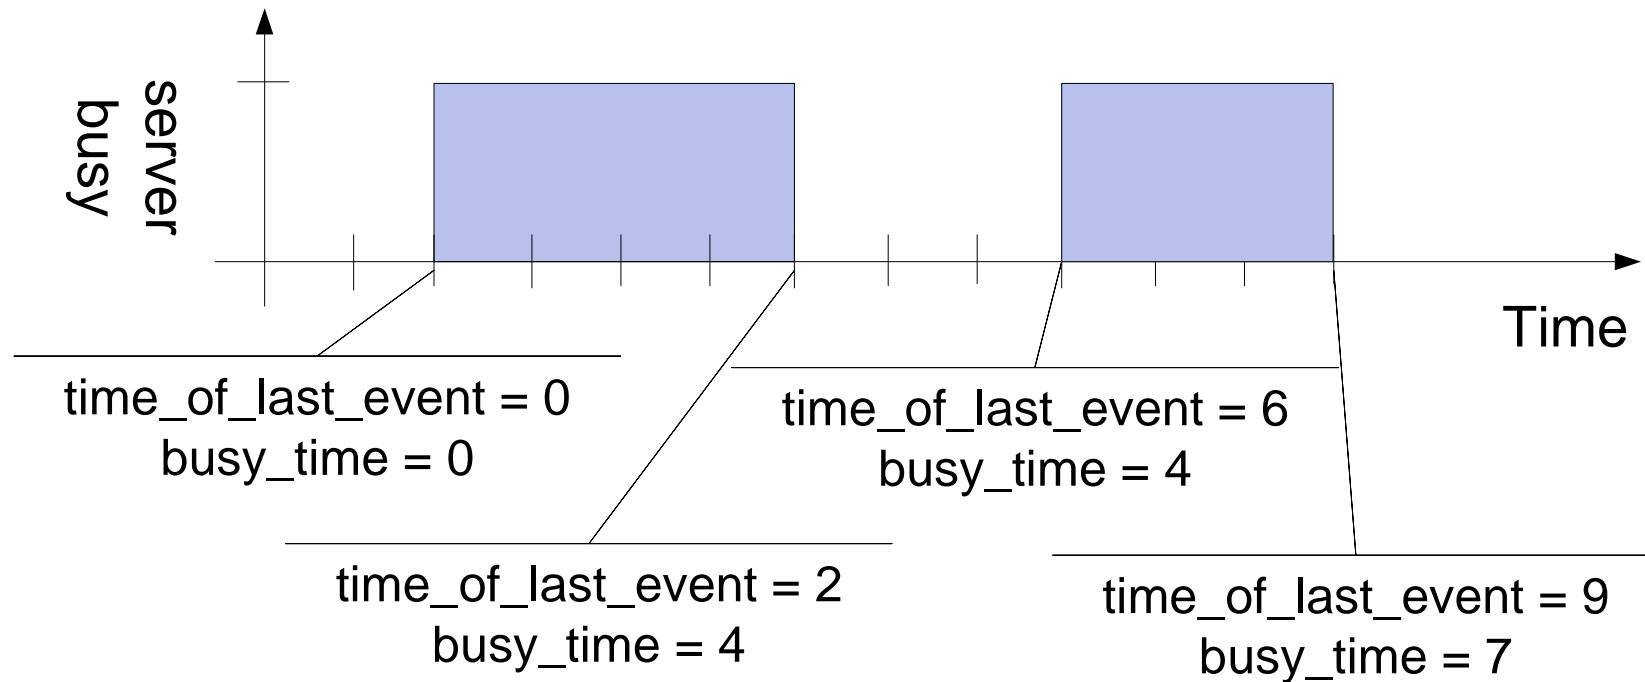 server
busy
Time
time_of_last_event = 0
busy_time = 0
time_of_last_event = 2
busy_time = 4
time_of_last_event = 6
busy_time = 4
time_of_last_event = 9
busy_time = 7